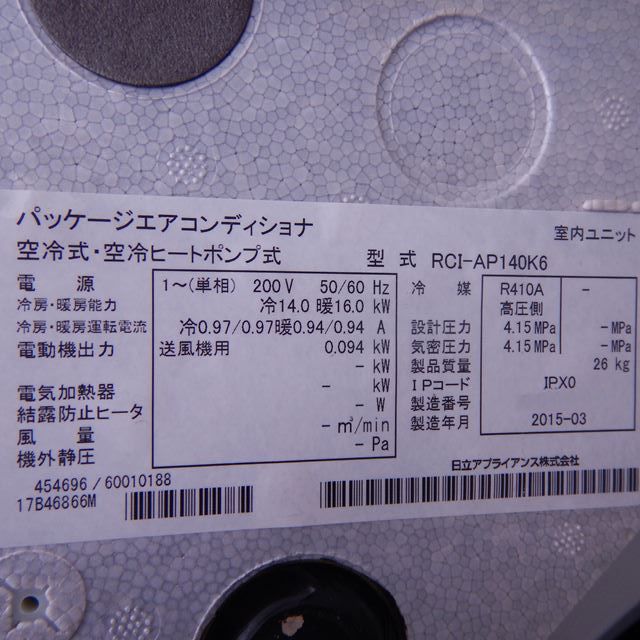 パッケージエアコンディショナ
室内ユニット
空冷式・空冷ヒートポンプ式
型 式 RCI-AP140K6
電 源 1~(単相) 200V 50/60 Hz
冷房・暖房能力 冷14.0 暖16.0 kW
冷房・暖房運転電流 冷0.97/0.97暖0.94/0.94 A
電動機出力 送風機用 0.094 kW
- kW
電気加熱器 - kW
結露防止ヒータ - W
風 量 - m³/min
機外静圧 - Pa
冷 媒 R410A -
高圧側
設計圧力 4.15 MPa -MPa
気密圧力 4.15 MPa -MPa
製品質量 26 kg
IPコード IPX0
製造番号
製造年月 2015-03
日立アプライアンス株式会社
454696/60010188
17B46866M